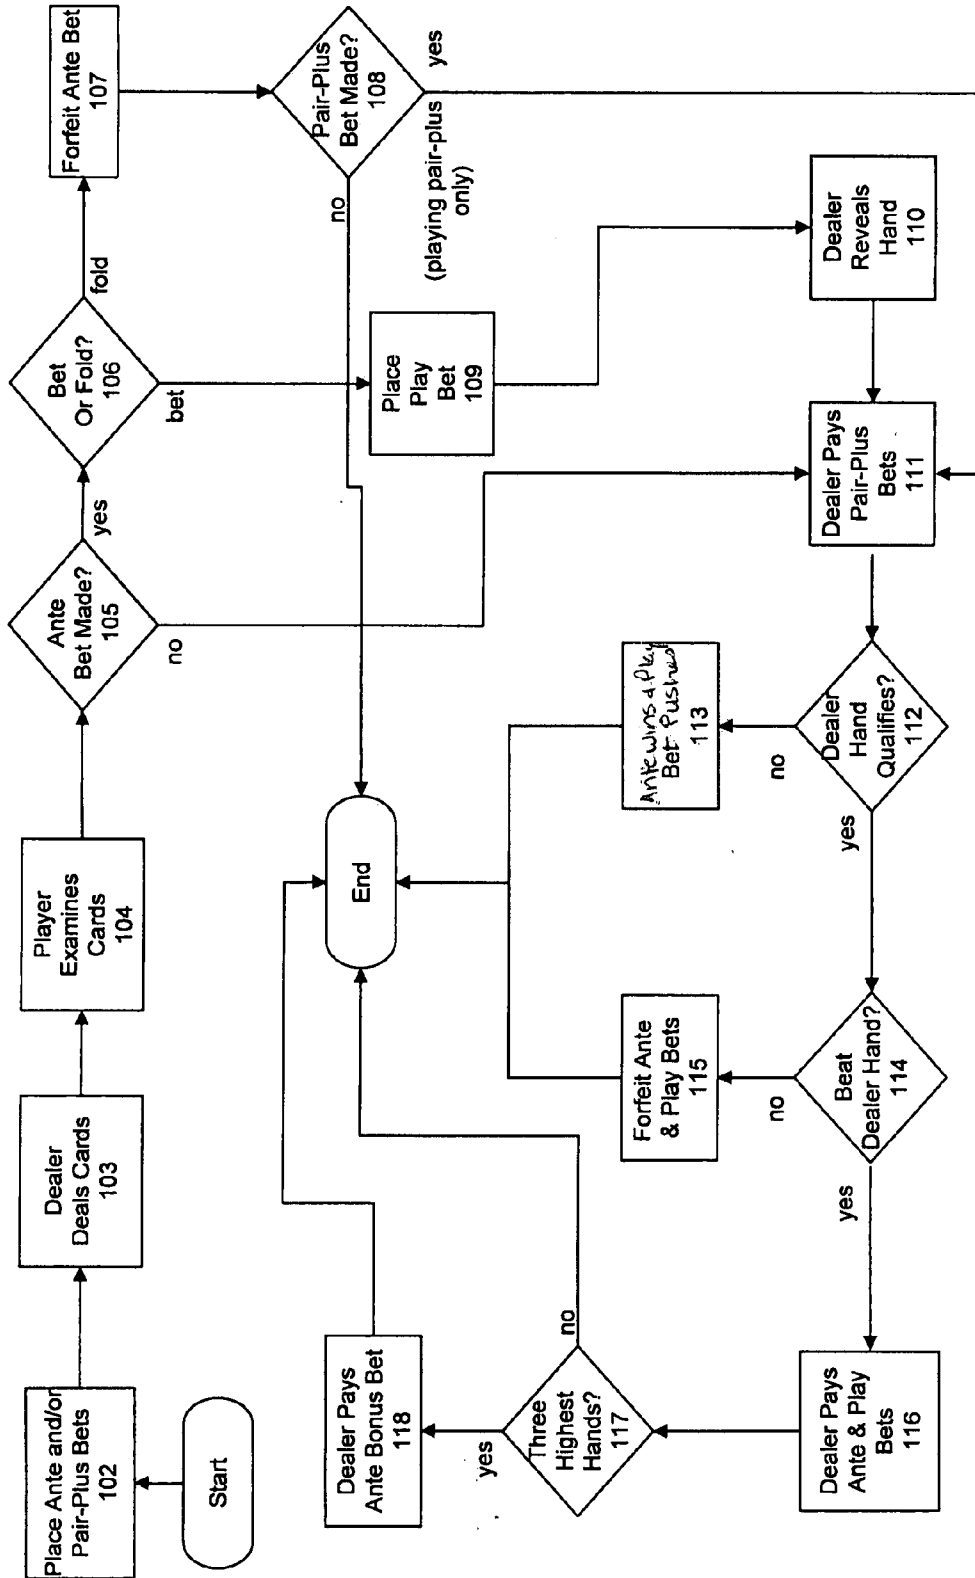 Start
Place Ante and/or
Pair-Plus Bets
102
Dealer
Deals Cards
103
Player
Examines
Cards
104
Ante
Bet Made?
105
yes
no
Bet
Or Fold?
106
fold
bet
Forfeit Ante Bet
107
Pair-Plus
Bet Made?
108
no
yes
(playing pair-plus
only)
Place
Play
Bet
109
Dealer
Reveals
Hand
110
Dealer Pays
Pair-Plus
Bets
111
Dealer
Hand
Qualifies?
112
no
yes
Ante wins & Play
Bet Pushes
113
Beat
Dealer Hand?
114
no
yes
Forfeit Ante
& Play Bets
115
Dealer Pays
Ante & Play
Bets
116
Three
Highest
Hands?
117
yes
no
Dealer Pays
Ante Bonus Bet
118
End